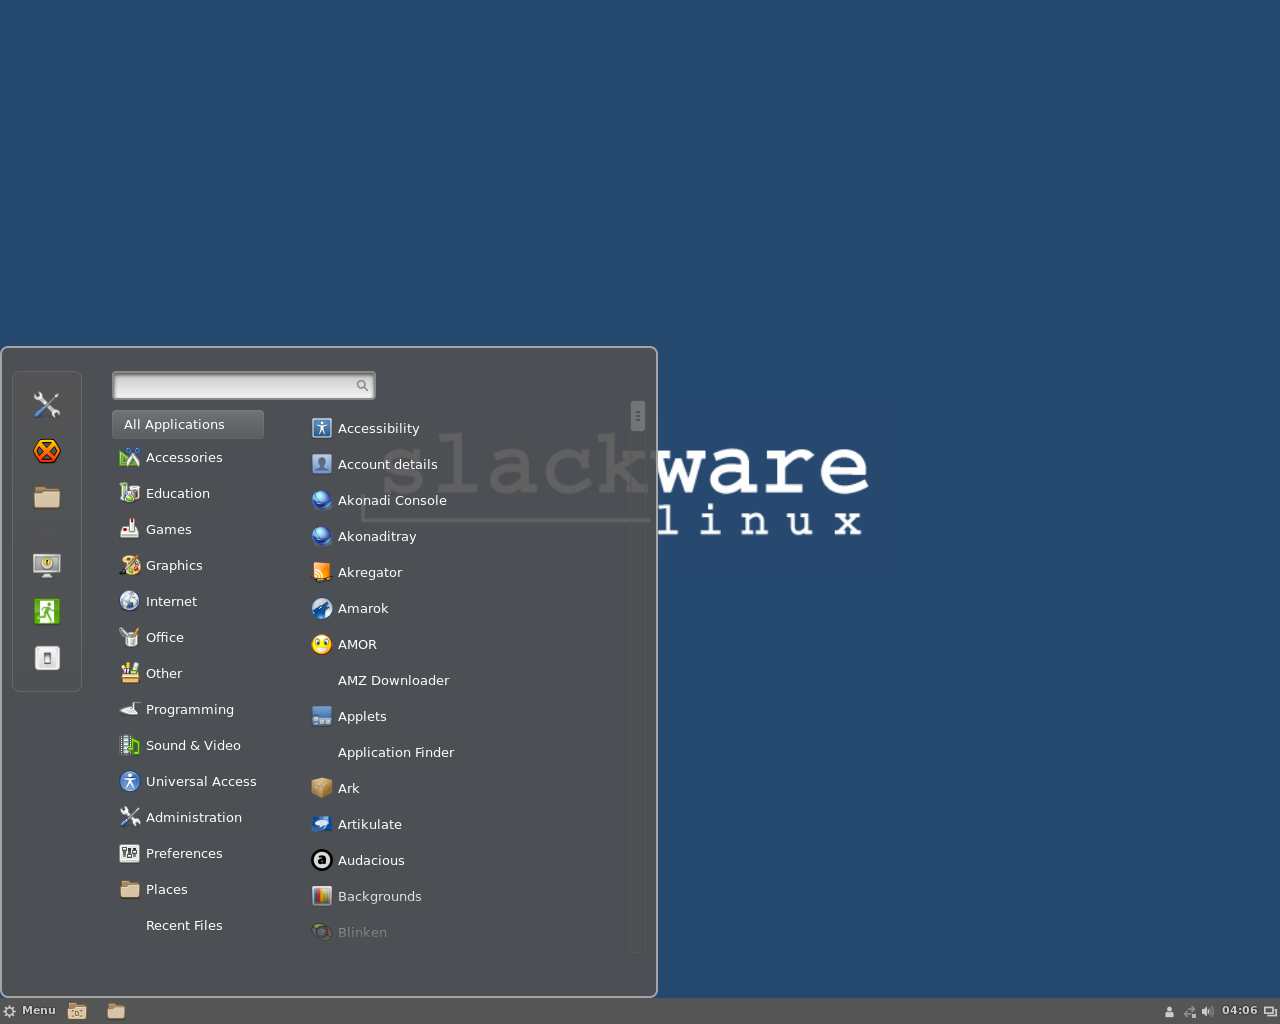 All Applications
Accessories
Education
Games
Graphics
Internet
Office
Other
Programming
Sound & Video
Universal Access
Administration
Preferences
Places
Recent Files
Accessibility
Account details
Akonadi Console
Akonaditray
Akregator
Amarok
AMOR
AMZ Downloader
Applets
Application Finder
Ark
Artikulate
Audacious
Backgrounds
Blinken
slackware
linux
Menu
04:06